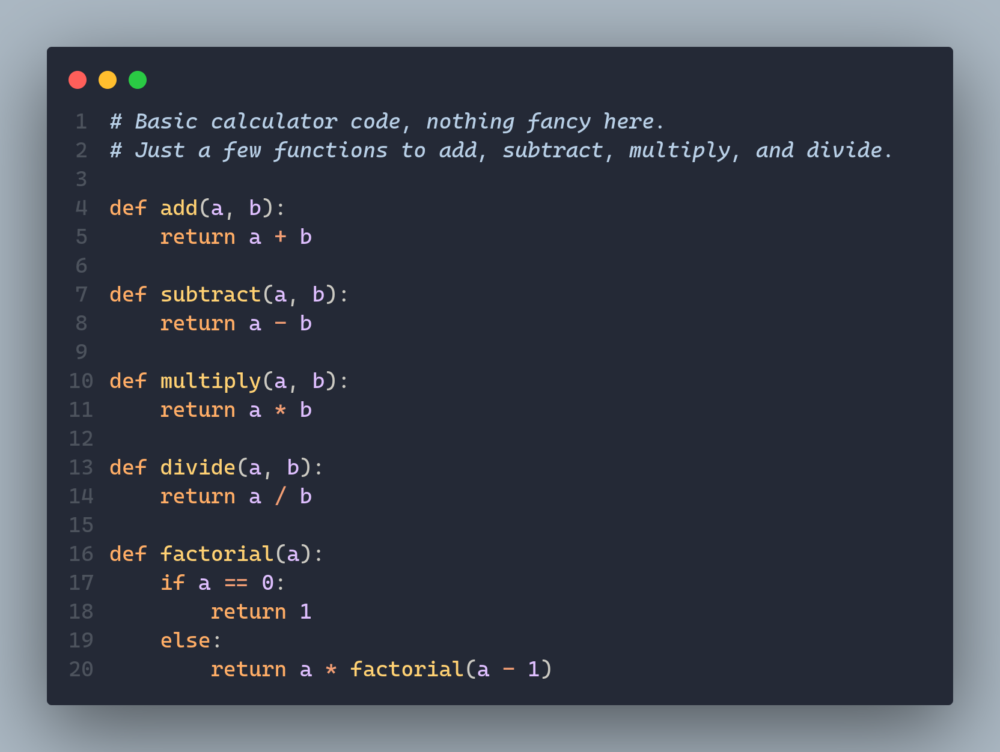 1 # Basic calculator code, nothing fancy here.
2 # Just a few functions to add, subtract, multiply, and divide.
3
4 def add(a, b):
5     return a + b
6
7 def subtract(a, b):
8     return a - b
9
10 def multiply(a, b):
11     return a * b
12
13 def divide(a, b):
14     return a / b
15
16 def factorial(a):
17     if a == 0:
18         return 1
19     else:
20         return a * factorial(a - 1)